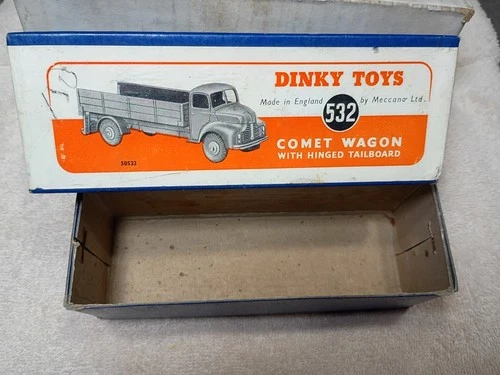 DINKY TOYS
Made in England 532 by Meccano Ltd.
COMET WAGON
WITH HINGED TAILBOARD
50532